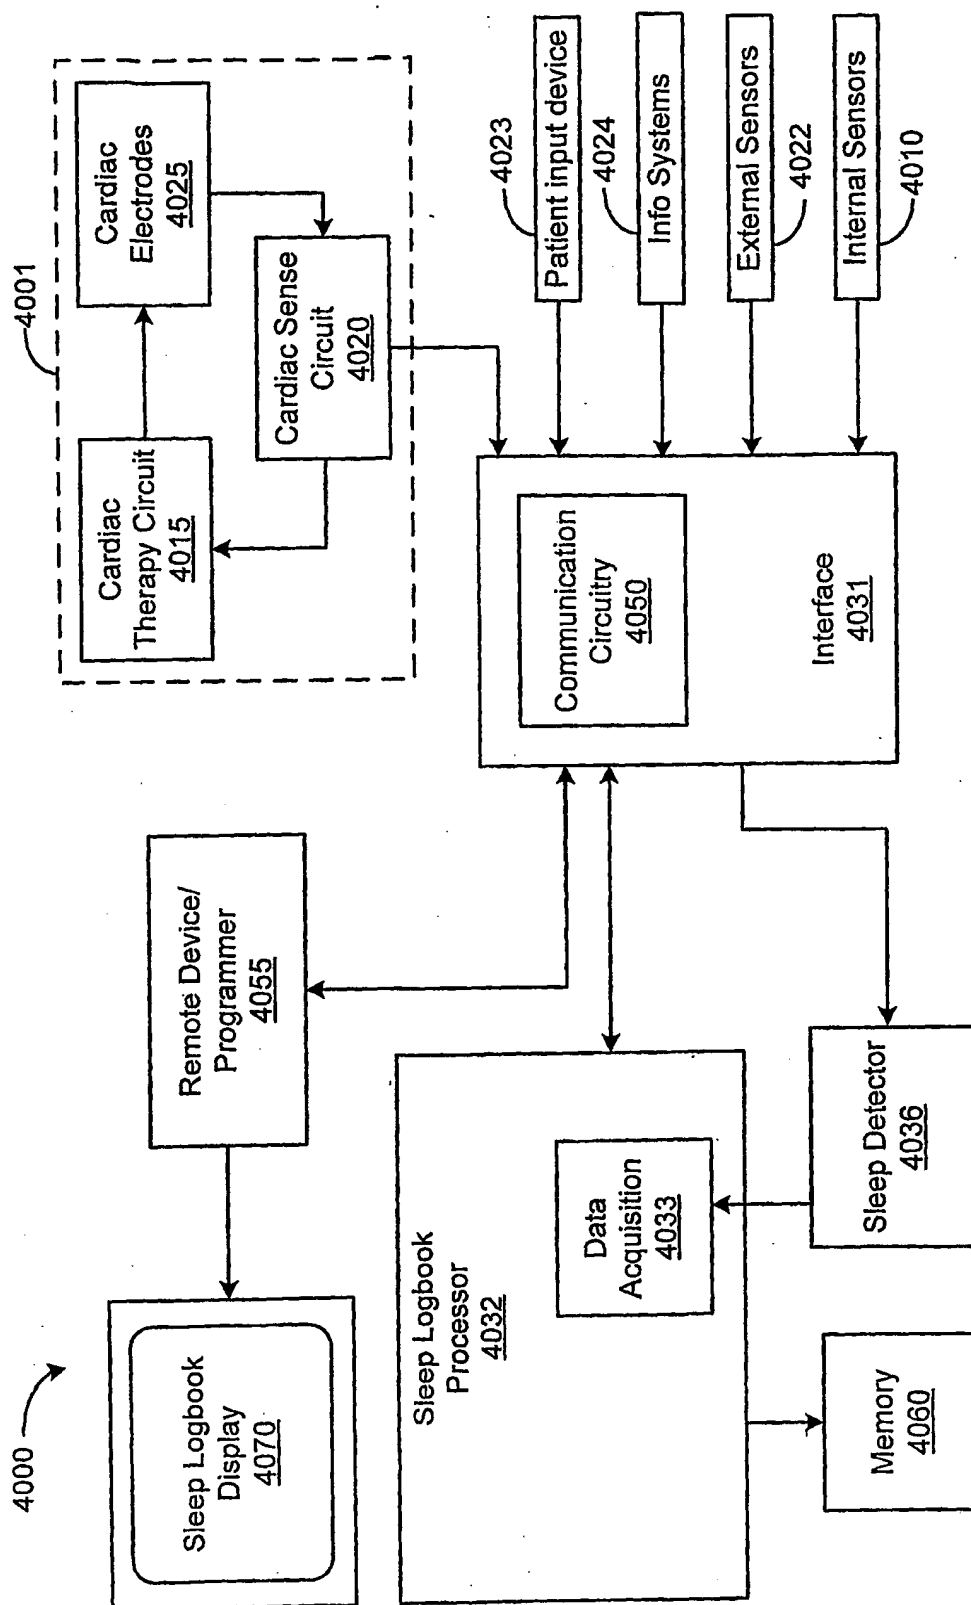 4000
Sleep Logbook
Display
4070
Remote Device/
Programmer
4055
4001
Cardiac
Therapy Circuit
4015
Cardiac
Electrodes
4025
Cardiac Sense
Circuit
4020
Sleep Logbook
Processor
4032
Data
Acquisition
4033
Communication
Circuitry
4050
Interface
4031
4023
Patient input device
4024
Info Systems
External Sensors
4022
Internal Sensors
4010
Memory
4060
Sleep Detector
4036